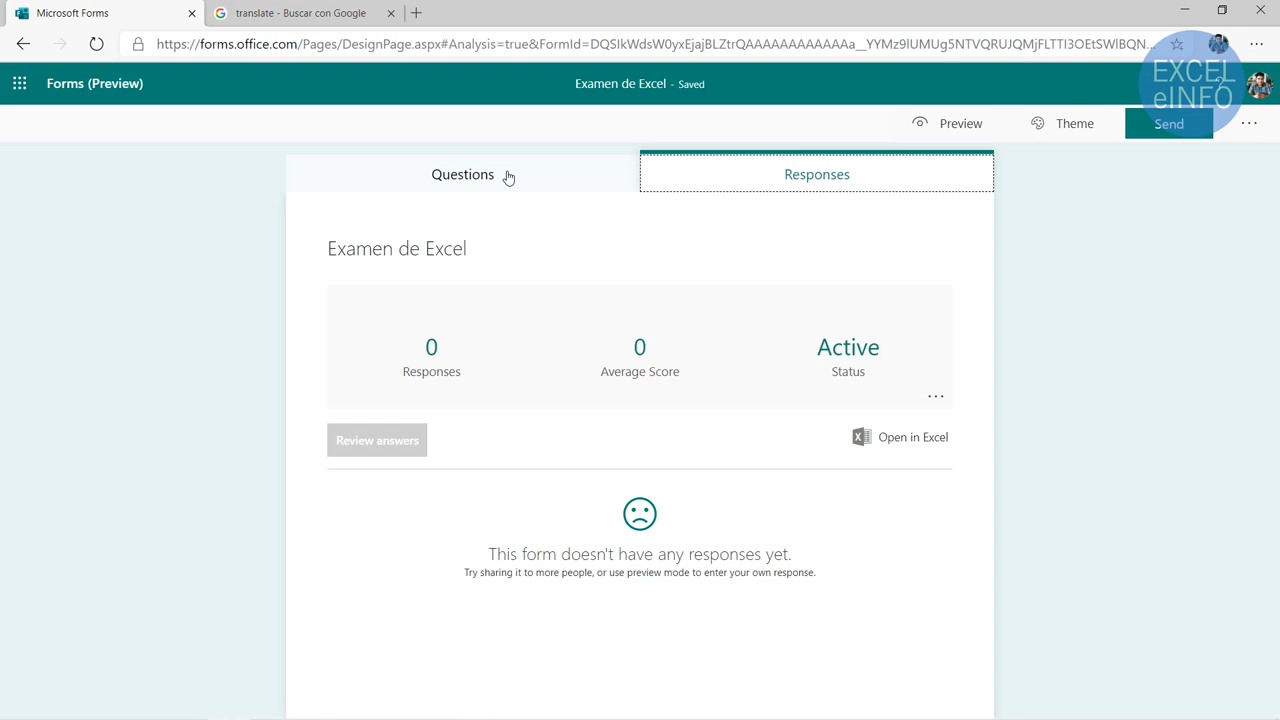 Microsoft Forms
translate - Buscar con Google
https://forms.office.com/Pages/DesignPage.aspx#Analysis=true&FormId=DQSIkWdsW0yxEjajBLZtrQAAAAAAAAAAAAa__YYMz9lUMUg5NTVQRUJQMjFLTTI3OEtSWlBQN...
Forms (Preview)
Examen de Excel - Saved
EXCEL
eINFO
Preview
Theme
Send
Questions
Responses
Examen de Excel
0
0
Active
Responses
Average Score
Status
Review answers
Open in Excel
This form doesn't have any responses yet.
Try sharing it to more people, or use preview mode to enter your own response.